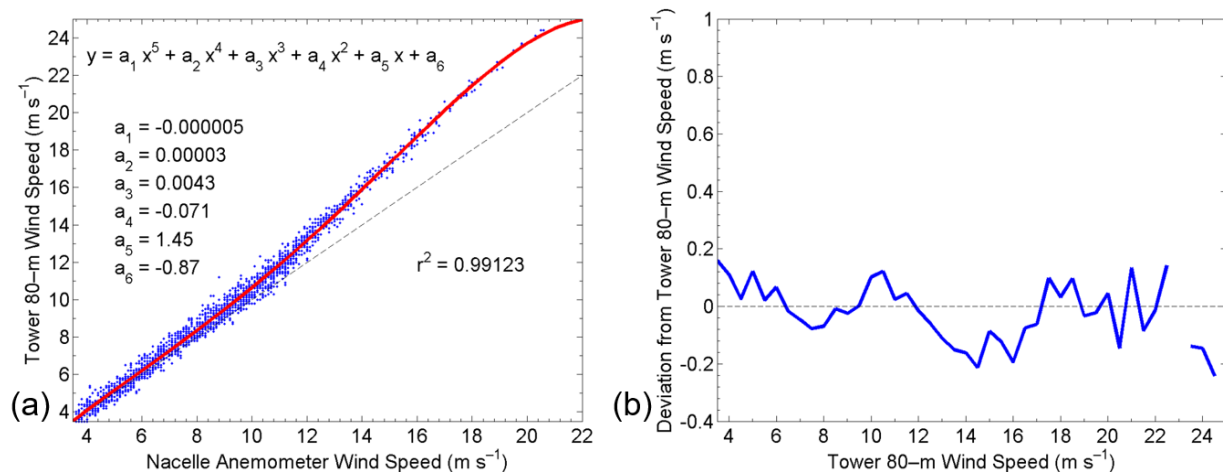 24
22
20
18
16
14
12
10
8
6
4
Tower 80–m Wind Speed (m s⁻¹)
y = a₁ x⁵ + a₂ x⁴ + a₃ x³ + a₄ x² + a₅ x + a₆
a₁ = -0.000005
a₂ = 0.00003
a₃ = 0.0043
a₄ = -0.071
a₅ = 1.45
a₆ = -0.87
r² = 0.99123
(a)
4 6 8 10 12 14 16 18 20 22
Nacelle Anemometer Wind Speed (m s⁻¹)
1
0.8
0.6
0.4
0.2
0
-0.2
-0.4
Deviation from Tower 80–m Wind Speed (m s⁻¹)
(b)
4 6 8 10 12 14 16 18 20 22 24
Tower 80–m Wind Speed (m s⁻¹)